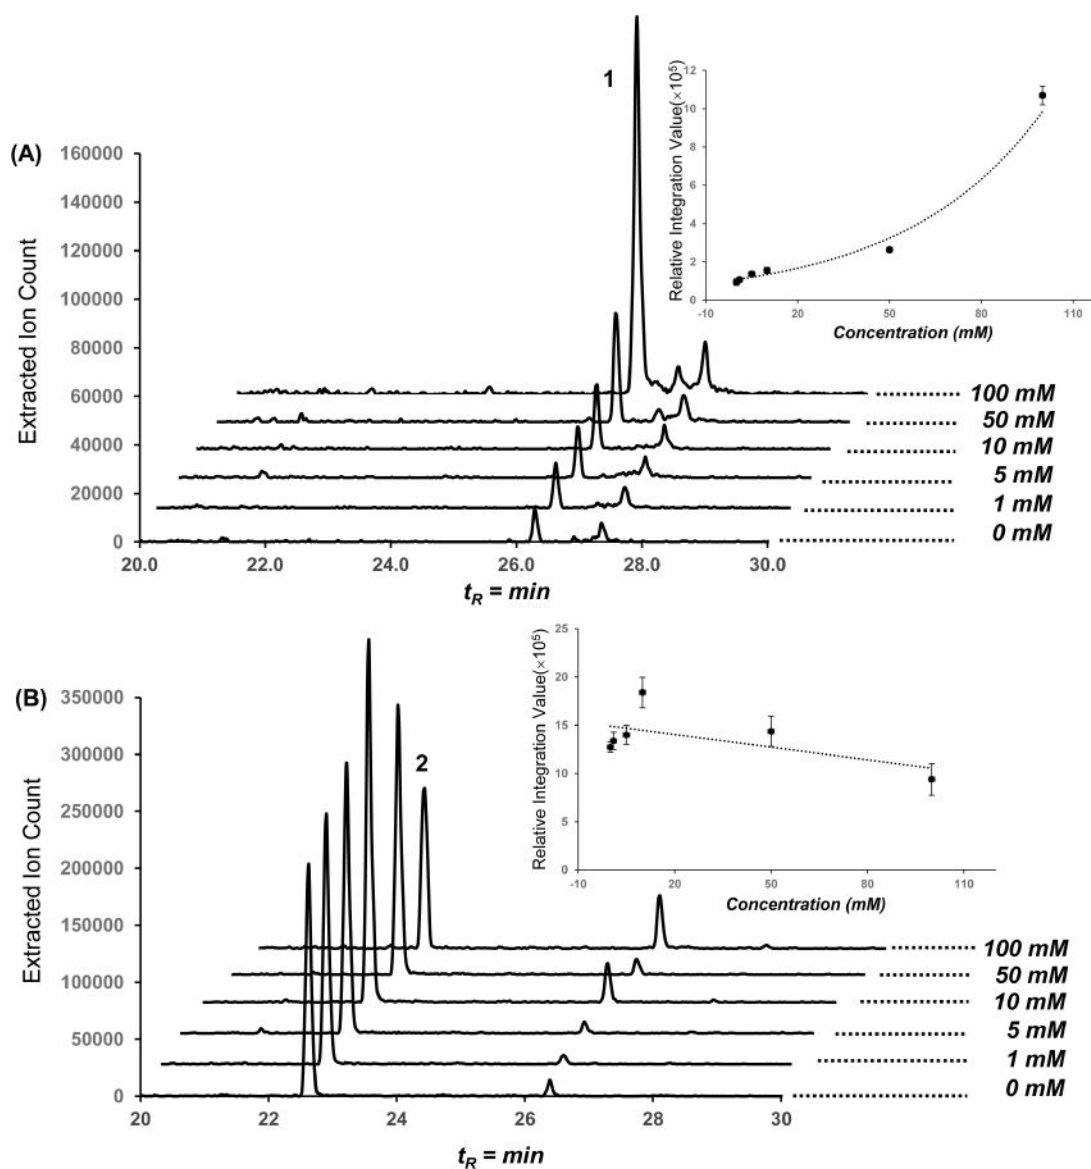 (A)
1
Extracted Ion Count
160000
140000
120000
100000
80000
60000
40000
20000
0
20.0 22.0 24.0 26.0 28.0 30.0
tR = min
100 mM
50 mM
10 mM
5 mM
1 mM
0 mM
Relative Integration Value(×10⁵)
12
10
8
6
4
2
0
-10 20 50 80 110
Concentration (mM)
(B)
2
Extracted Ion Count
350000
300000
250000
200000
150000
100000
50000
0
20 22 24 26 28 30
tR = min
100 mM
50 mM
10 mM
5 mM
1 mM
0 mM
Relative Integration Value(×10⁵)
25
20
15
10
5
0
-10 20 50 80 110
Concentration (mM)